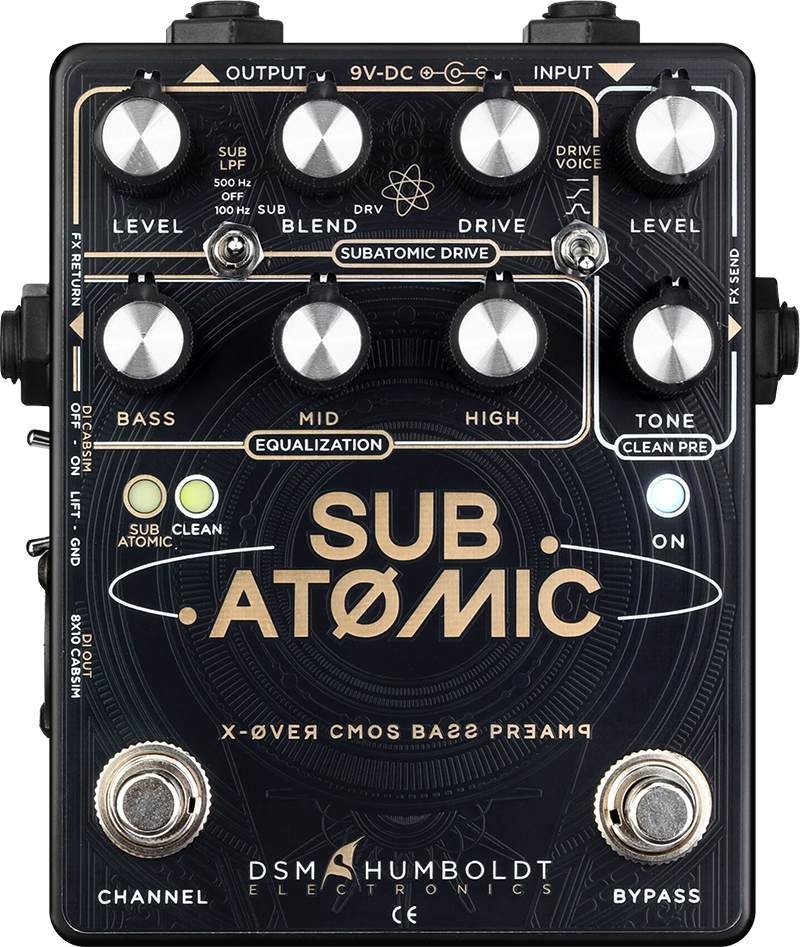 OUTPUT 9V-DC INPUT
SUB
LPF
500 Hz
OFF
100 Hz
DRIVE
VOICE
SUB DRV
LEVEL BLEND DRIVE LEVEL
SUBATOMIC DRIVE
FX RETURN
FX SEND
BASS MID HIGH TONE
EQUALIZATION
CLEAN PRE
DI CABSIM
OFF - ON
LIFT - GND
DI OUT
8X10 CABSIM
SUB
ATOMIC
CLEAN
ON
SUB
ATØMIC
X-ØVEЯ CMOS BASS PRƎAMP
DSM HUMBOLDT
ELECTRONICS
CHANNEL BYPASS
CE